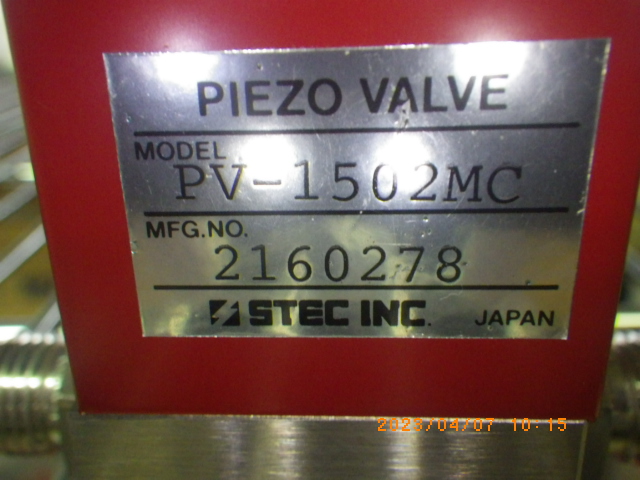 PIEZO VALVE
MODEL
PV-1502MC
MFG.NO.
2160278
STEC INC. JAPAN
2023/04/07 10:15